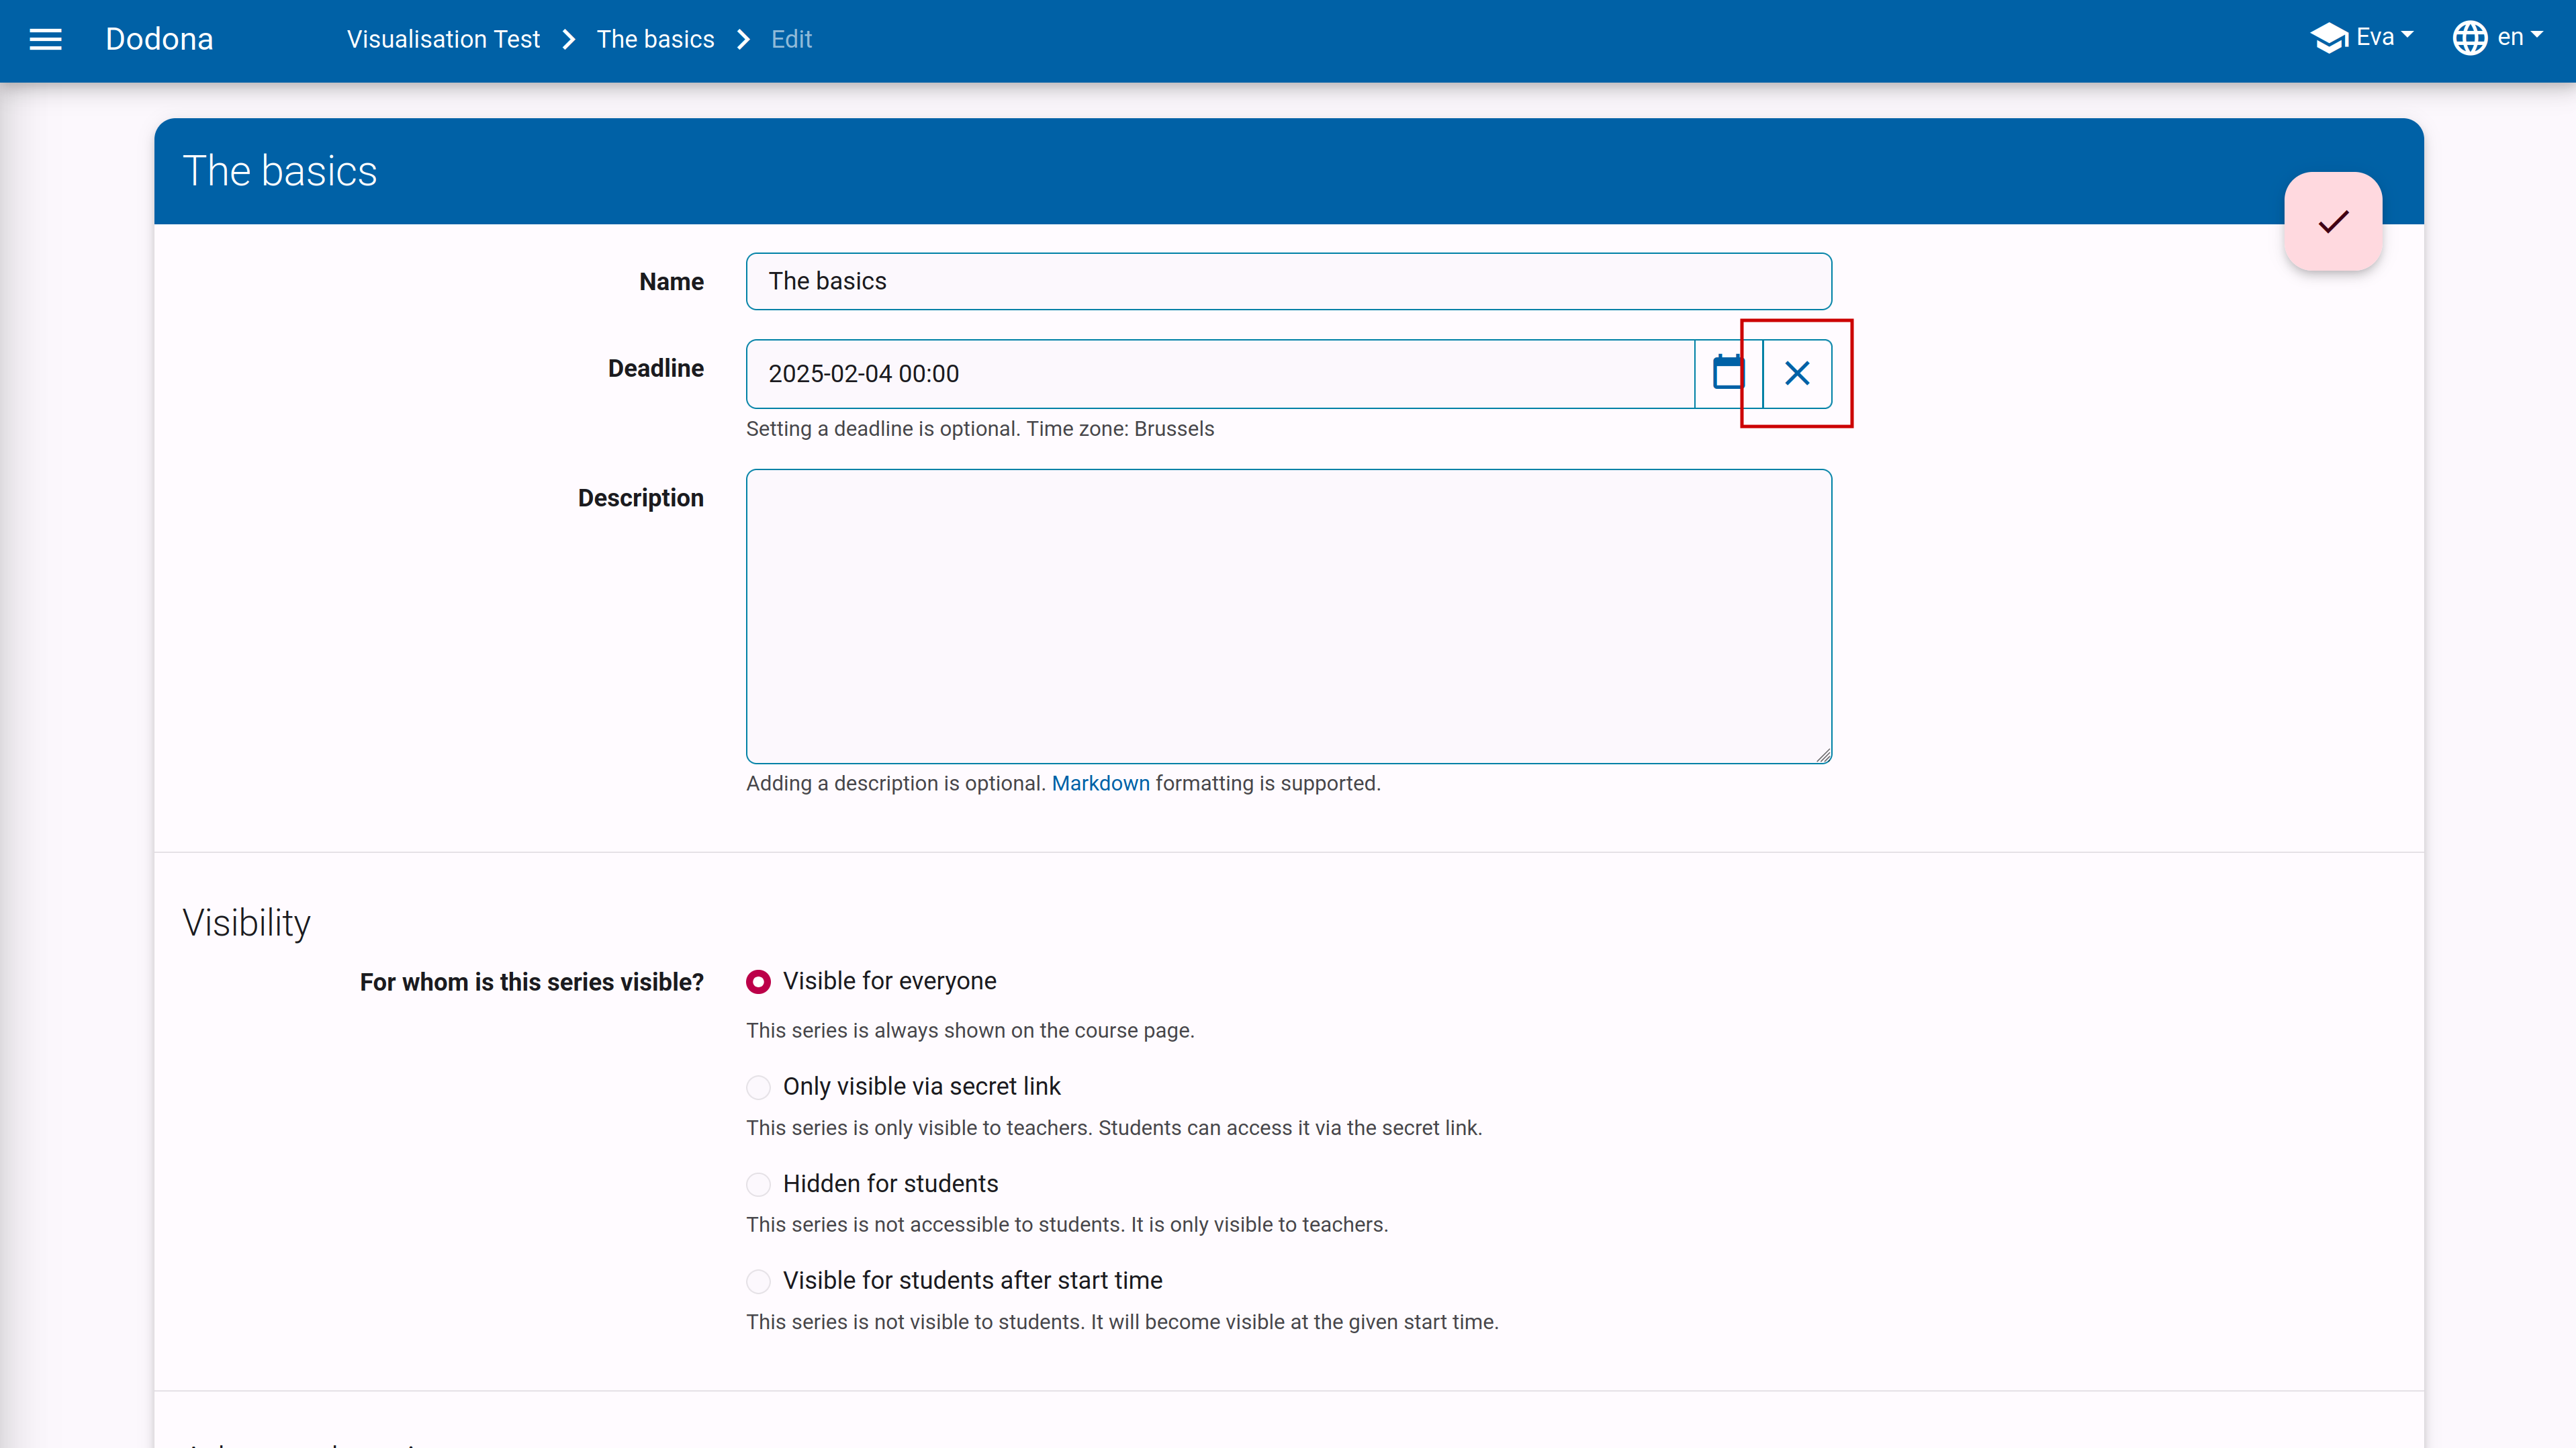 Dodona Visualisation Test The basics Edit Eva en
The basics
Name The basics
Deadline 2025-02-04 00:00
Setting a deadline is optional. Time zone: Brussels
Description
Adding a description is optional. Markdown formatting is supported.
Visibility
For whom is this series visible? Visible for everyone
This series is always shown on the course page.
Only visible via secret link
This series is only visible to teachers. Students can access it via the secret link.
Hidden for students
This series is not accessible to students. It is only visible to teachers.
Visible for students after start time
This series is not visible to students. It will become visible at the given start time.